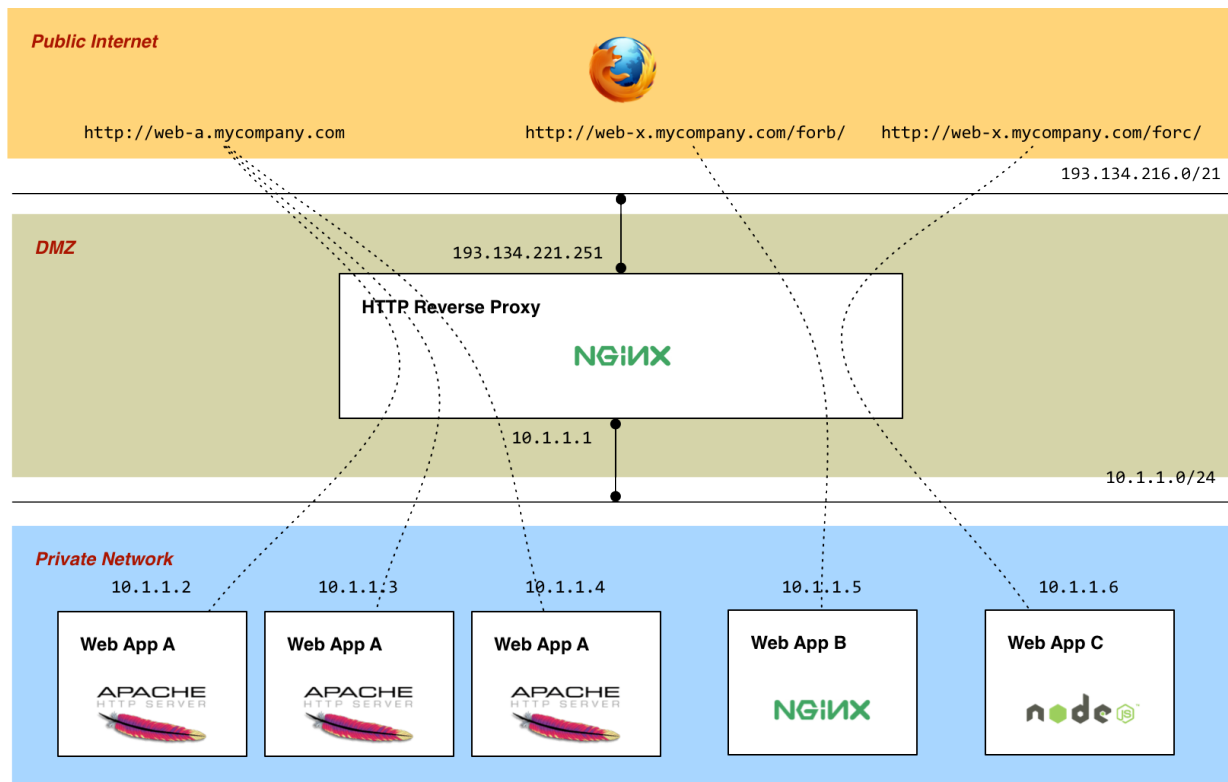 Public Internet
http://web-a.mycompany.com
http://web-x.mycompany.com/forb/
http://web-x.mycompany.com/forc/
193.134.216.0/21
DMZ
193.134.221.251
HTTP Reverse Proxy
NGiNX
10.1.1.1
10.1.1.0/24
Private Network
10.1.1.2
10.1.1.3
10.1.1.4
10.1.1.5
10.1.1.6
Web App A
APACHE
HTTP SERVER
Web App A
APACHE
HTTP SERVER
Web App A
APACHE
HTTP SERVER
Web App B
NGiNX
Web App C
node
JS